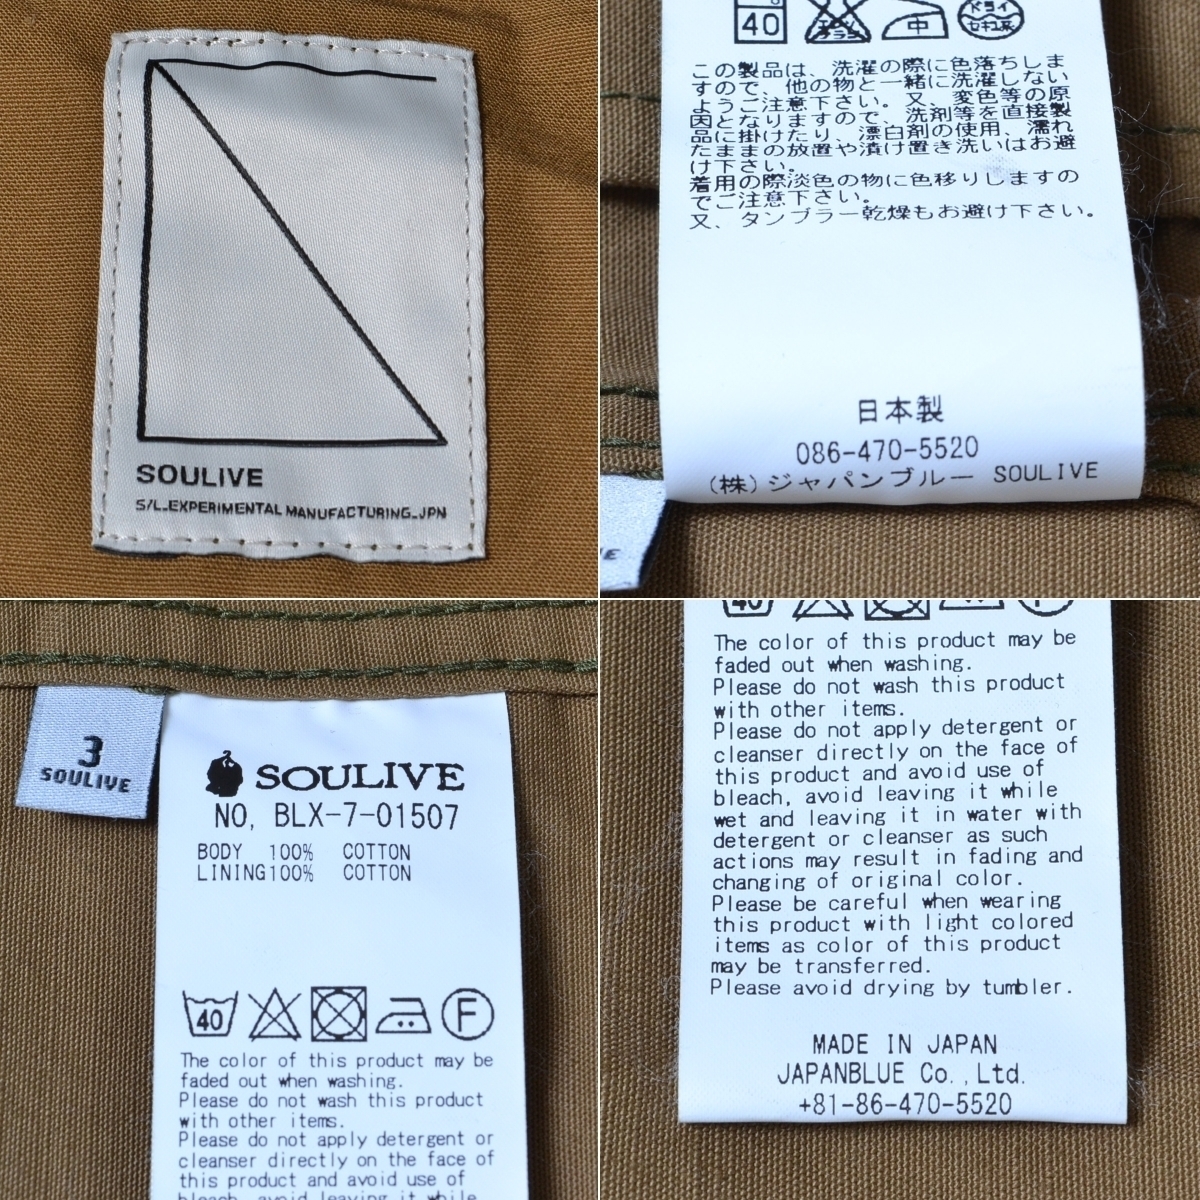 SOULIVE
S/L_EXPERIMENTAL MANUFACTURING_JPN
40
中
ドライ
セキユ系
この製品は、洗濯の際に色落ちしま
すので、他の物と一緒に洗濯しない
ようご注意下さい。又、変色等の原
因となりますので、洗剤等を直接製
品に掛けたり、漂白剤の使用、濡れ
たままの放置や漬け置き洗いはお避
け下さい。
着用の際淡色の物に色移りしますの
でご注意下さい。
又、タンブラー乾燥もお避け下さい。
日本製
086-470-5520
(株)ジャパンブルー SOULIVE
3
SOULIVE
SOULIVE
NO, BLX-7-01507
BODY 100% COTTON
LINING100% COTTON
40
F
The color of this product may be
faded out when washing.
Please do not wash this product
with other items.
Please do not apply detergent or
cleanser directly on the face of
this product and avoid use of
bleach, avoid leaving it while
The color of this product may be
faded out when washing.
Please do not wash this product
with other items.
Please do not apply detergent or
cleanser directly on the face of
this product and avoid use of
bleach, avoid leaving it while
wet and leaving it in water with
detergent or cleanser as such
actions may result in fading and
changing of original color.
Please be careful when wearing
this product with light colored
items as color of this product
may be transferred.
Please avoid drying by tumbler.
MADE IN JAPAN
JAPANBLUE Co.,Ltd.
+81-86-470-5520